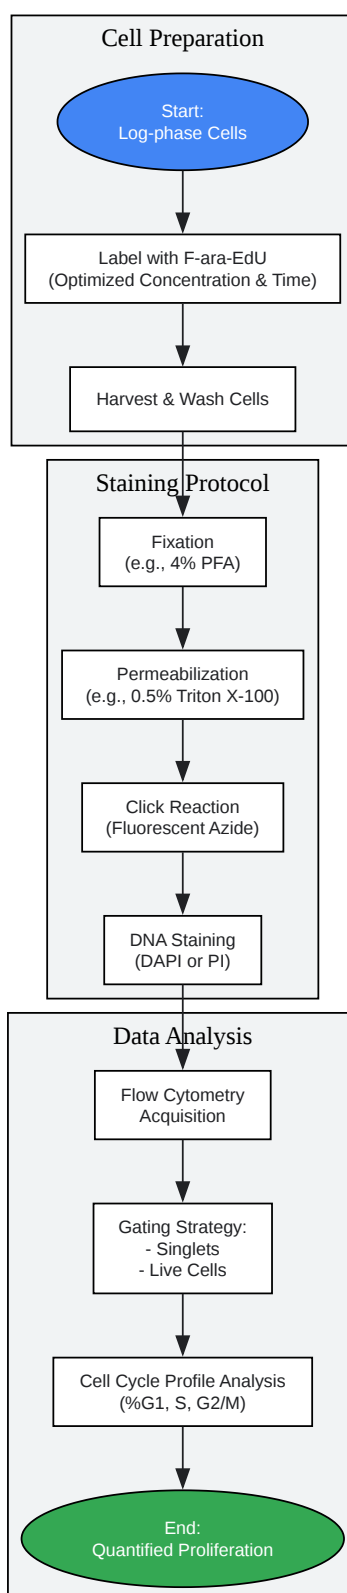 Cell Preparation
Start:
Log-phase Cells
Label with F-ara-EdU
(Optimized Concentration & Time)
Harvest & Wash Cells
Staining Protocol
Fixation
(e.g., 4% PFA)
Permeabilization
(e.g., 0.5% Triton X-100)
Click Reaction
(Fluorescent Azide)
DNA Staining
(DAPI or PI)
Data Analysis
Flow Cytometry
Acquisition
Gating Strategy:
- Singlets
- Live Cells
Cell Cycle Profile Analysis
(%G1, S, G2/M)
End:
Quantified Proliferation